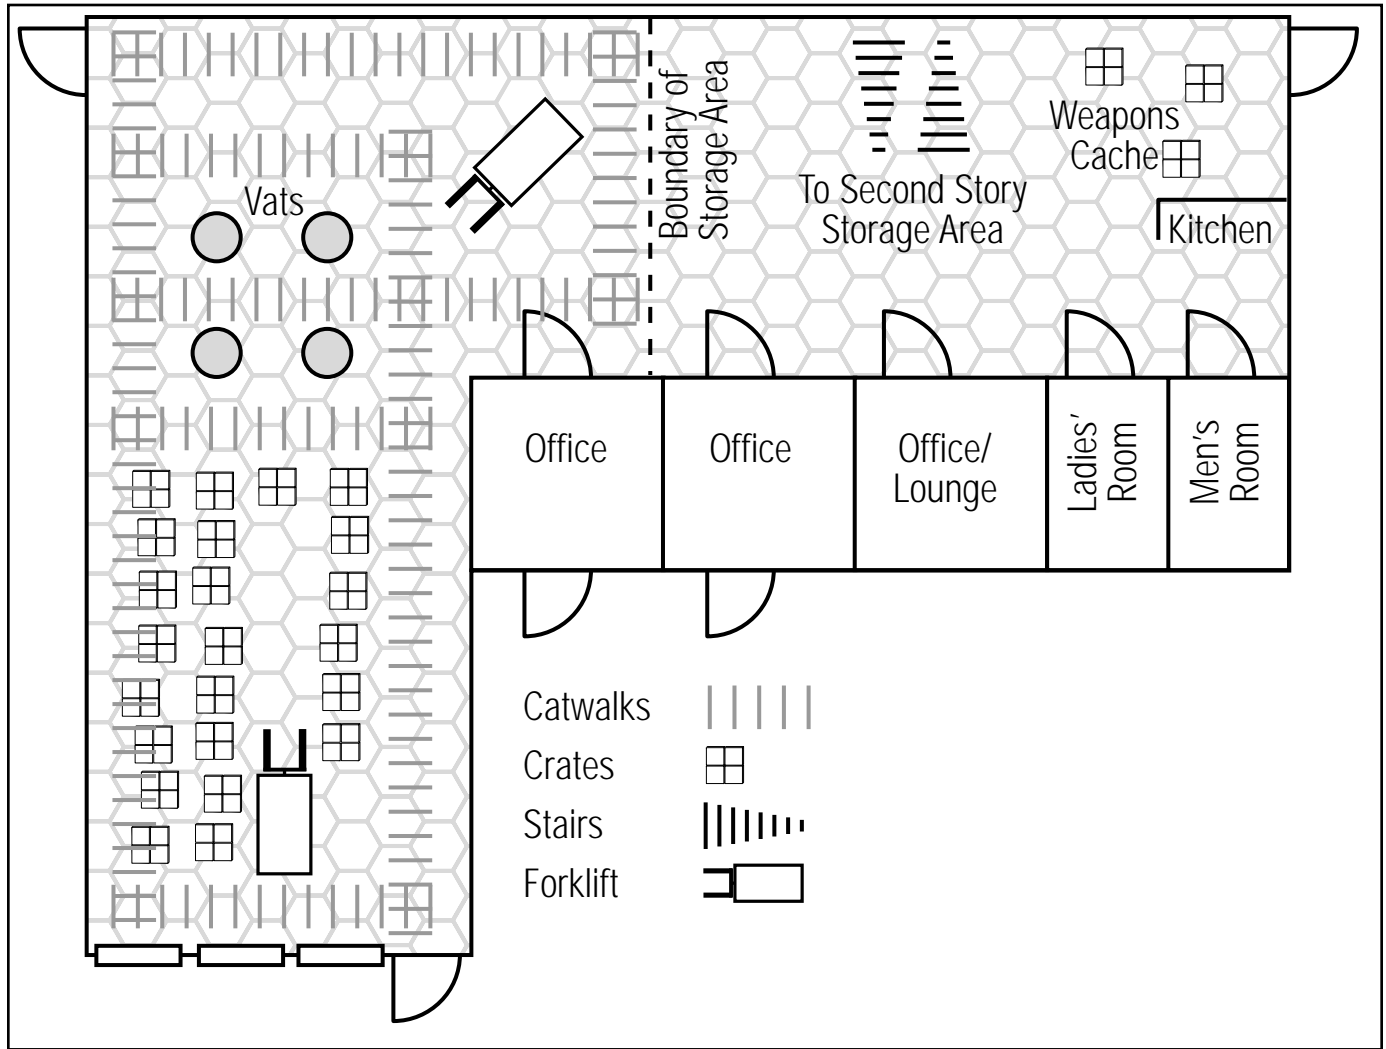 Boundary of
Storage Area
Weapons
Cache
Vats
To Second Story
Storage Area
Kitchen
Office
Office
Office/
Lounge
Ladies’
Room
Men's
Room
Catwalks
Crates
Stairs
Forklift